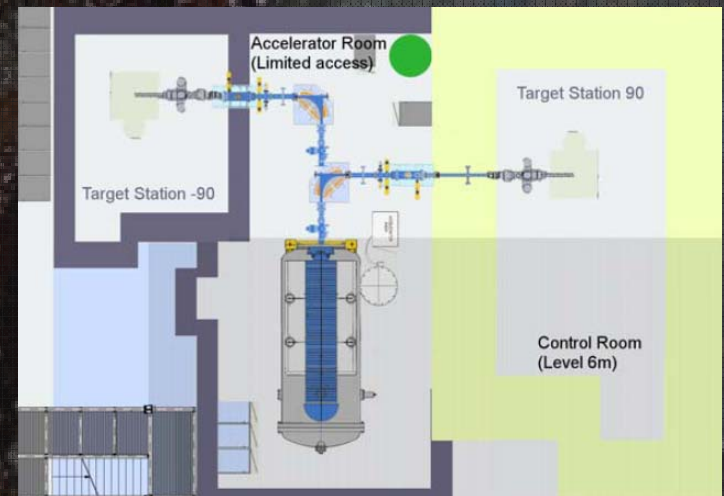 Accelerator Room
(Limited access)
Target Station 90
Target Station -90
Control Room
(Level 6m)